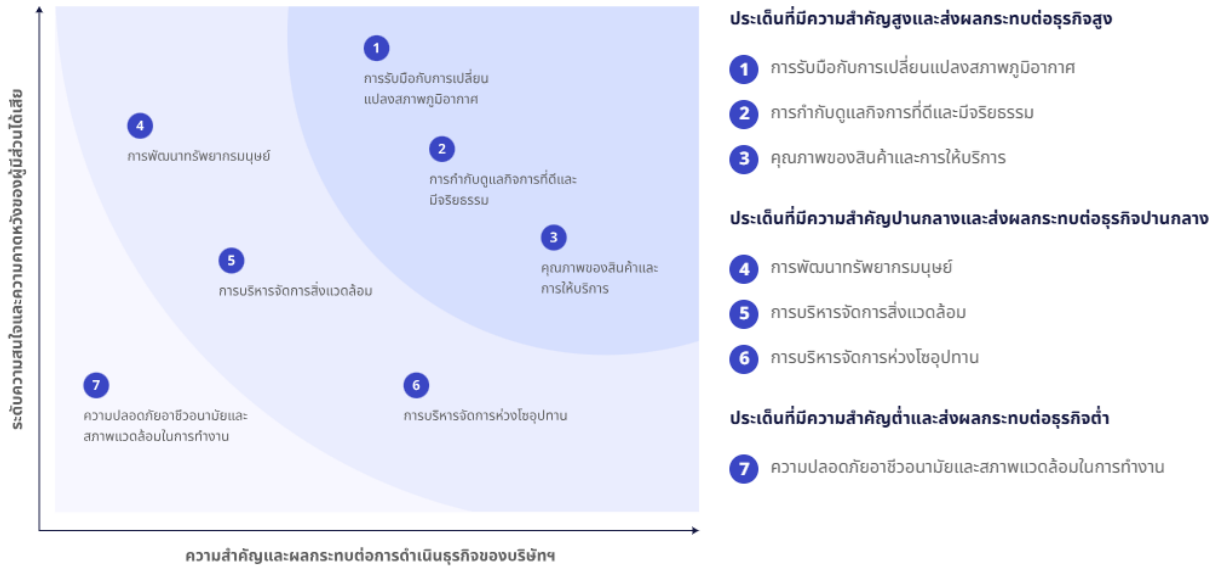 ระดับความสนใจและความคาดหวังของผู้มีส่วนได้เสีย
1
การรับมือกับการเปลี่ยน
แปลงสภาพภูมิอากาศ
4
การพัฒนาทรัพยากรมนุษย์
2
การกำกับดูแลกิจการที่ดีและ
มีจริยธรรม
3
คุณภาพของสินค้าและ
การให้บริการ
5
การบริหารจัดการสิ่งแวดล้อม
7
ความปลอดภัยอาชีวอนามัยและ
สภาพแวดล้อมในการทำงาน
6
การบริหารจัดการห่วงโซ่อุปทาน
ความสำคัญและผลกระทบต่อการดำเนินธุรกิจของบริษัทฯ
ประเด็นที่มีความสำคัญสูงและส่งผลกระทบต่อธุรกิจสูง
1 การรับมือกับการเปลี่ยนแปลงสภาพภูมิอากาศ
2 การกำกับดูแลกิจการที่ดีและมีจริยธรรม
3 คุณภาพของสินค้าและการให้บริการ
ประเด็นที่มีความสำคัญปานกลางและส่งผลกระทบต่อธุรกิจปานกลาง
4 การพัฒนาทรัพยากรมนุษย์
5 การบริหารจัดการสิ่งแวดล้อม
6 การบริหารจัดการห่วงโซ่อุปทาน
ประเด็นที่มีความสำคัญต่ำและส่งผลกระทบต่อธุรกิจต่ำ
7 ความปลอดภัยอาชีวอนามัยและสภาพแวดล้อมในการทำงาน